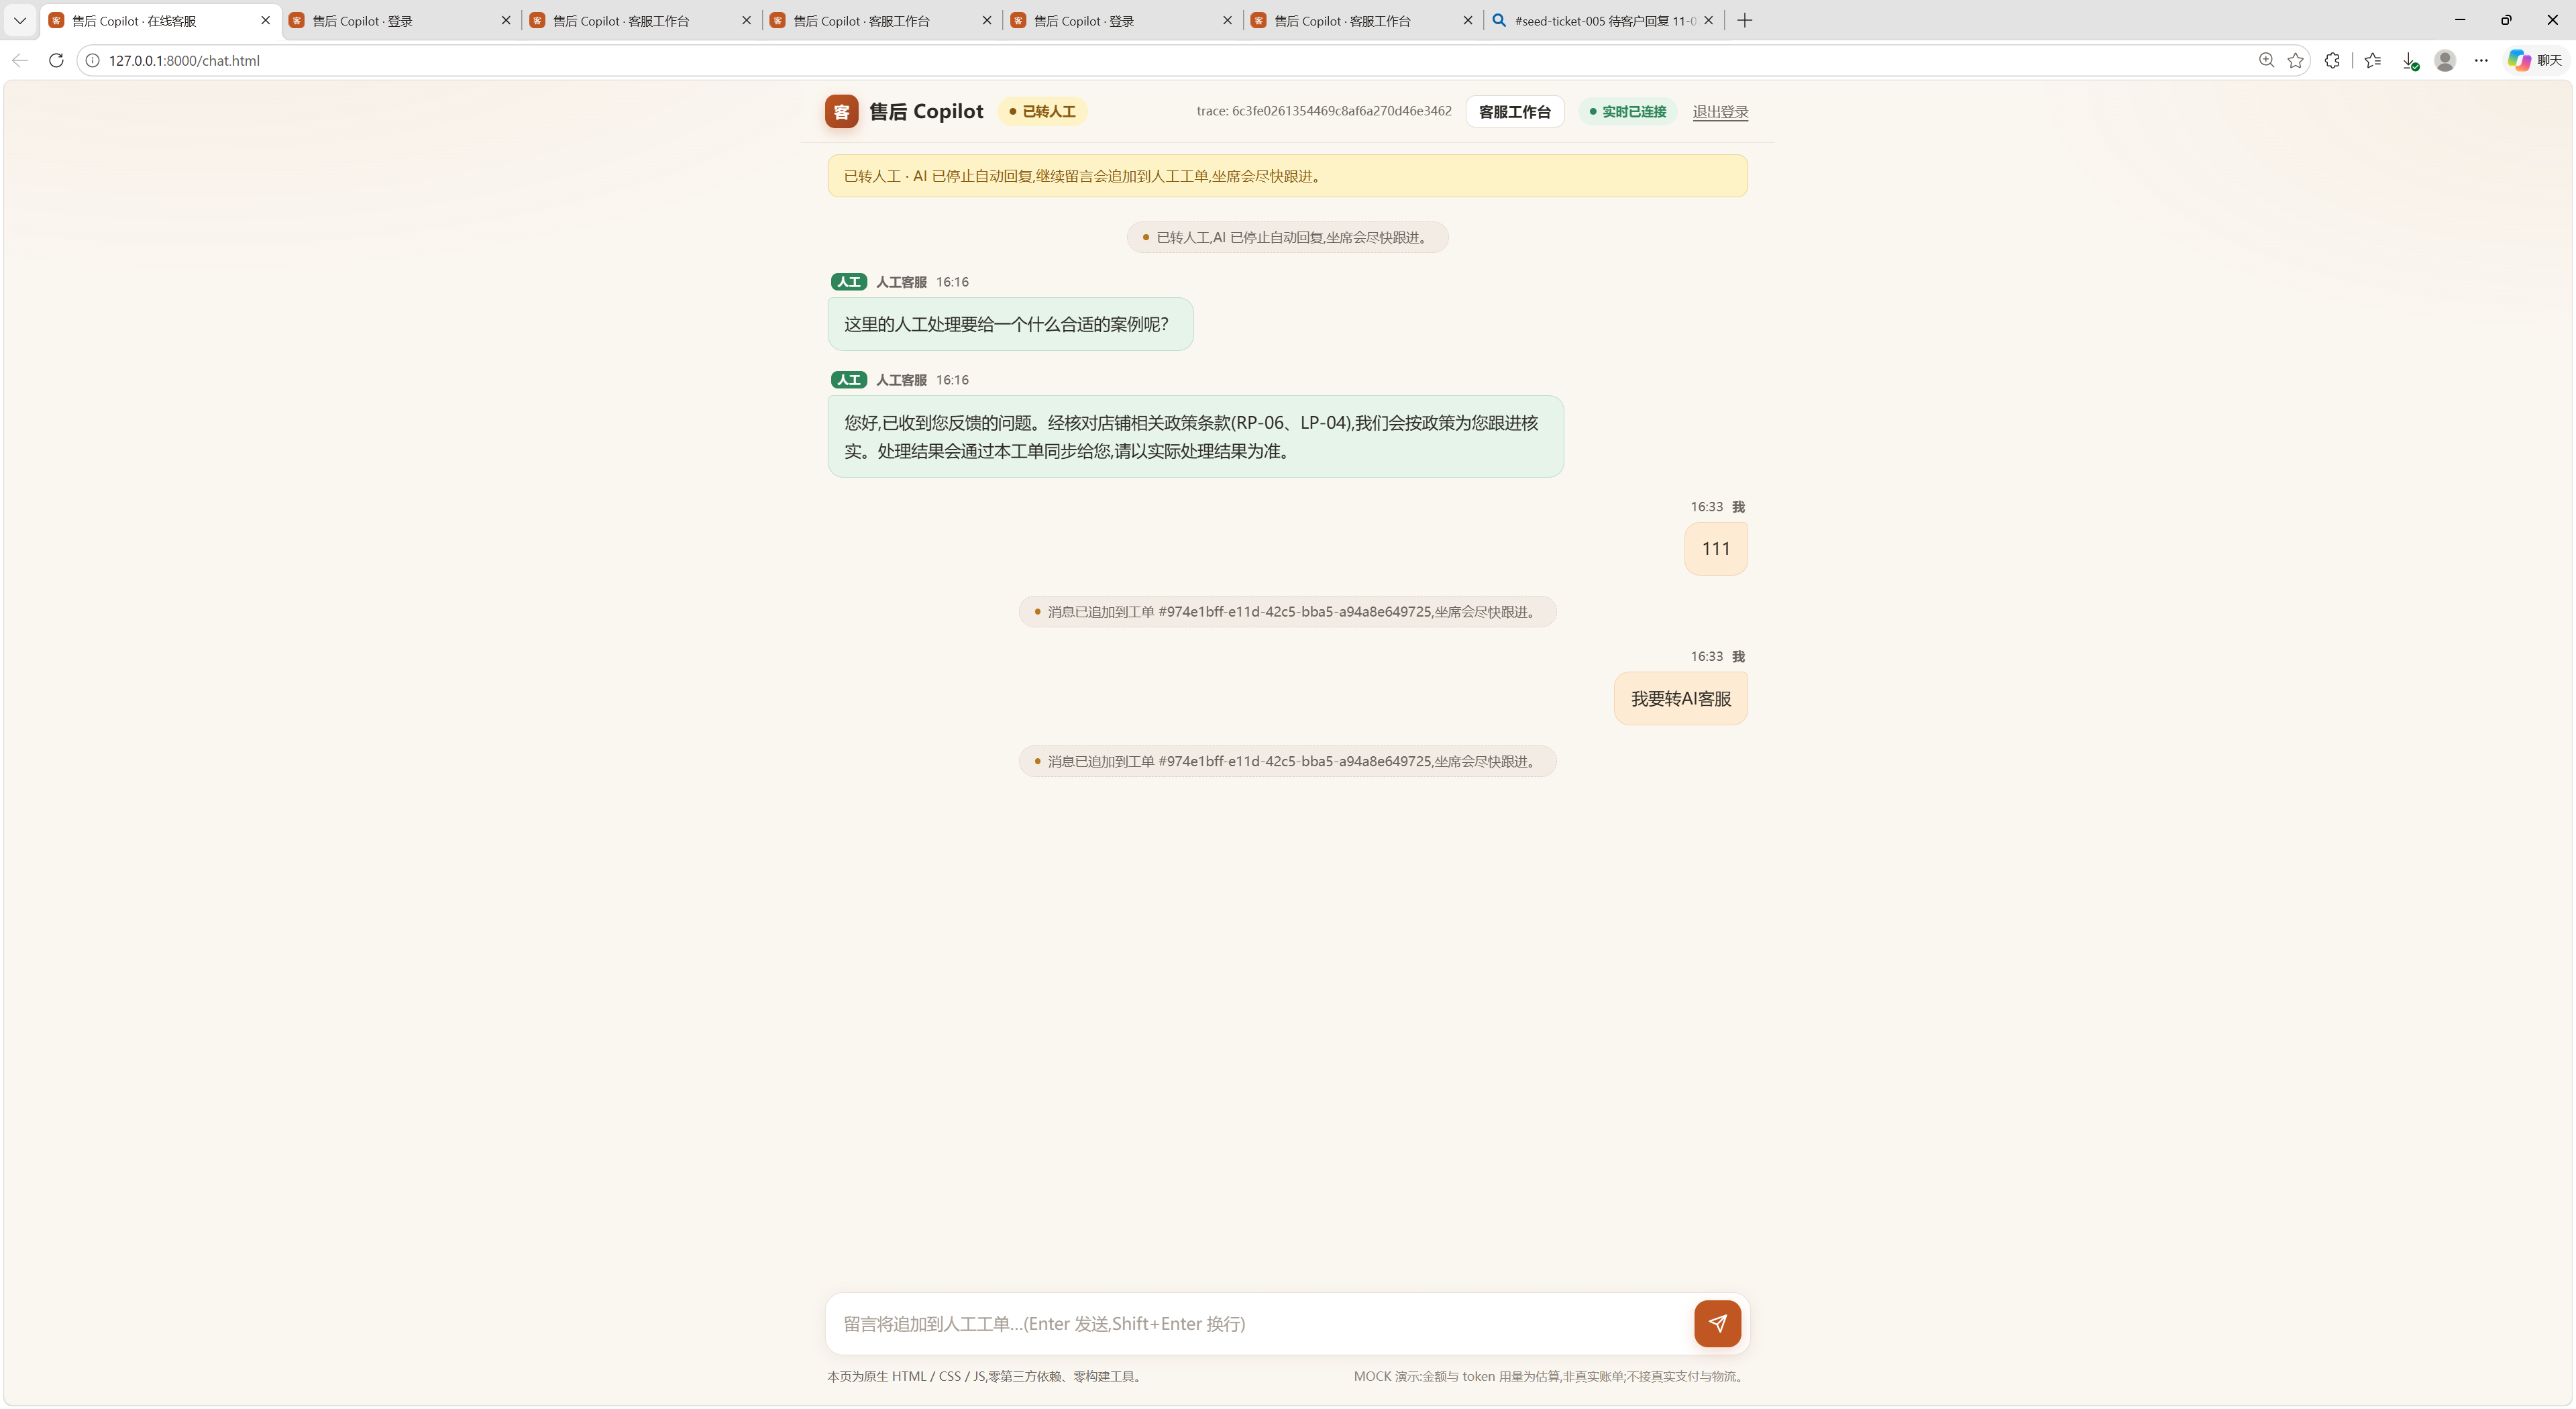 售后 Copilot · 在线客服
售后 Copilot · 登录
售后 Copilot · 客服工作台
售后 Copilot · 客服工作台
售后 Copilot · 登录
售后 Copilot · 客服工作台
#seed-ticket-005 待客户回复 11-0
127.0.0.1:8000/chat.html
聊天
客 售后 Copilot 已转人工 trace: 6c3fe0261354469c8af6a270d46e3462 客服工作台 实时已连接 退出登录
已转人工 · AI 已停止自动回复,继续留言会追加到人工工单,坐席会尽快跟进。
已转人工,AI 已停止自动回复,坐席会尽快跟进。
人工 人工客服 16:16
这里的人工处理要给一个什么合适的案例呢？
人工 人工客服 16:16
您好,已收到您反馈的问题。经核对店铺相关政策条款(RP-06、LP-04),我们会按政策为您跟进核
实。处理结果会通过本工单同步给您,请以实际处理结果为准。
16:33 我
111
消息已追加到工单 #974e1bff-e11d-42c5-bba5-a94a8e649725,坐席会尽快跟进。
16:33 我
我要转AI客服
消息已追加到工单 #974e1bff-e11d-42c5-bba5-a94a8e649725,坐席会尽快跟进。
留言将追加到人工工单...(Enter 发送,Shift+Enter 换行)
本页为原生 HTML / CSS / JS,零第三方依赖、零构建工具。
MOCK 演示:金额与 token 用量为估算,非真实账单;不接真实支付与物流。